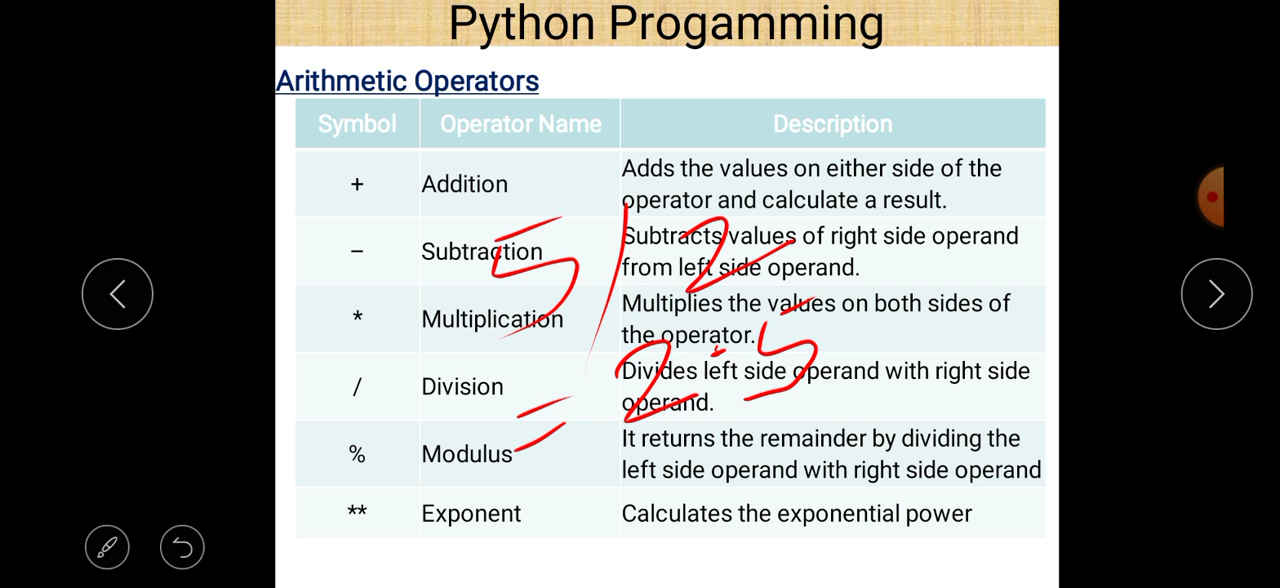 Python Progamming
Arithmetic Operators
Symbol Operator Name Description
+ Addition Adds the values on either side of the
operator and calculate a result.
– Subtraction Subtracts values of right side operand
from left side operand.
* Multiplication Multiplies the values on both sides of
the operator.
/ Division Divides left side operand with right side
operand.
% Modulus It returns the remainder by dividing the
left side operand with right side operand
** Exponent Calculates the exponential power
5/2
= 2.5